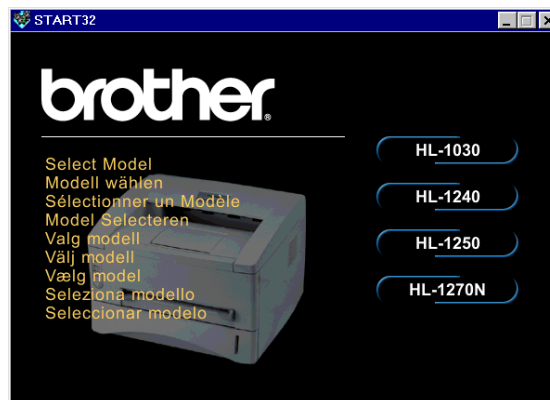 START32
brother®
Select Model
Modell wählen
Sélectionner un Modèle
Model Selecteren
Valg modell
Välj modell
Vælg model
Seleziona modello
Seleccionar modelo
HL-1030
HL-1240
HL-1250
HL-1270N